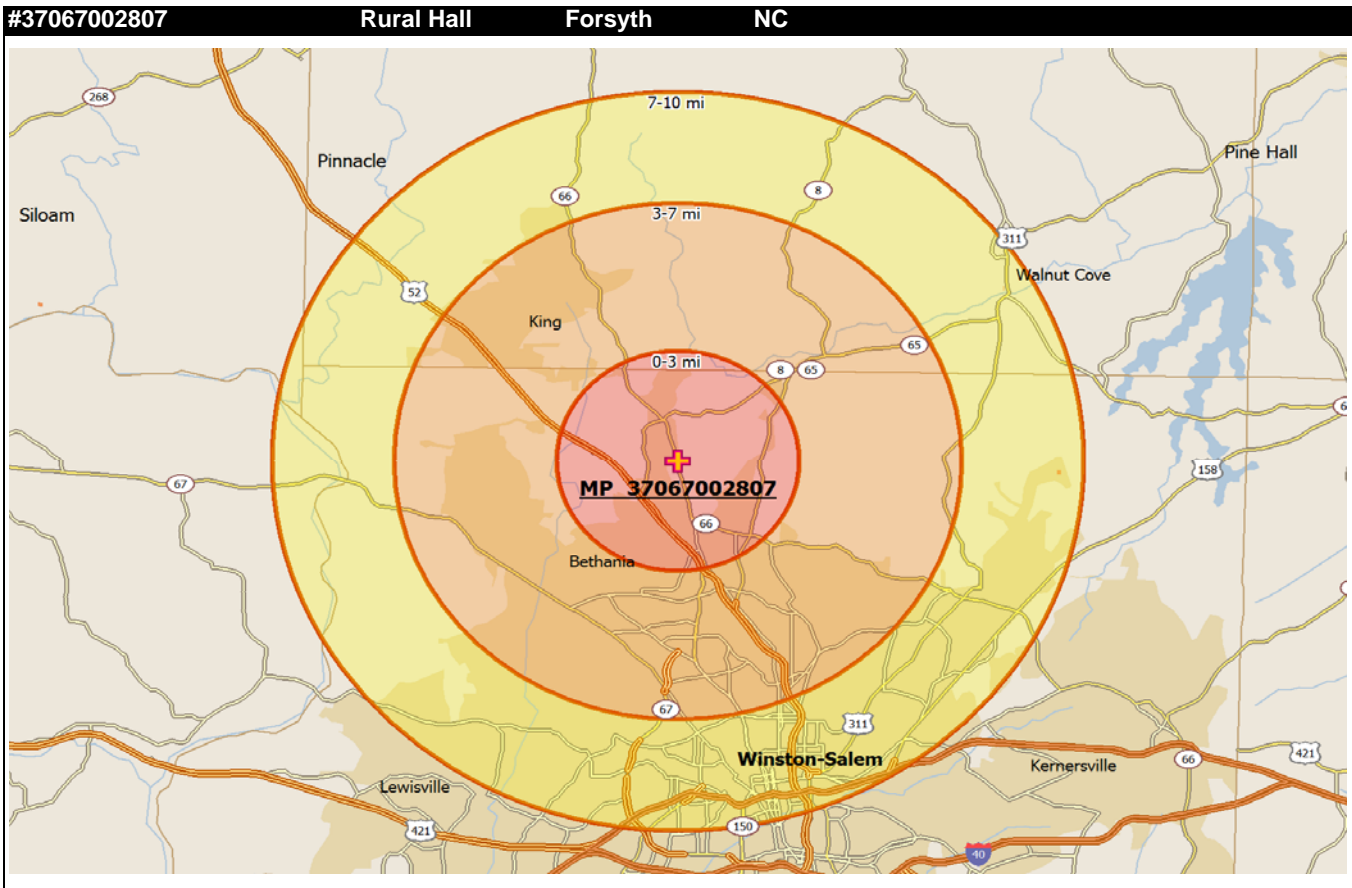 #37067002807 Rural Hall Forsyth NC
7-10 mi
268
Pinnacle
Pine Hall
66
8
Siloam
3-7 mi
311
Walnut Cove
52
King
65
0-3 mi
8
65
6
158
67
MP 37067002807
66
Bethania
67
311
Winston-Salem
Kernersville
66
421
Lewisville
421
150
40